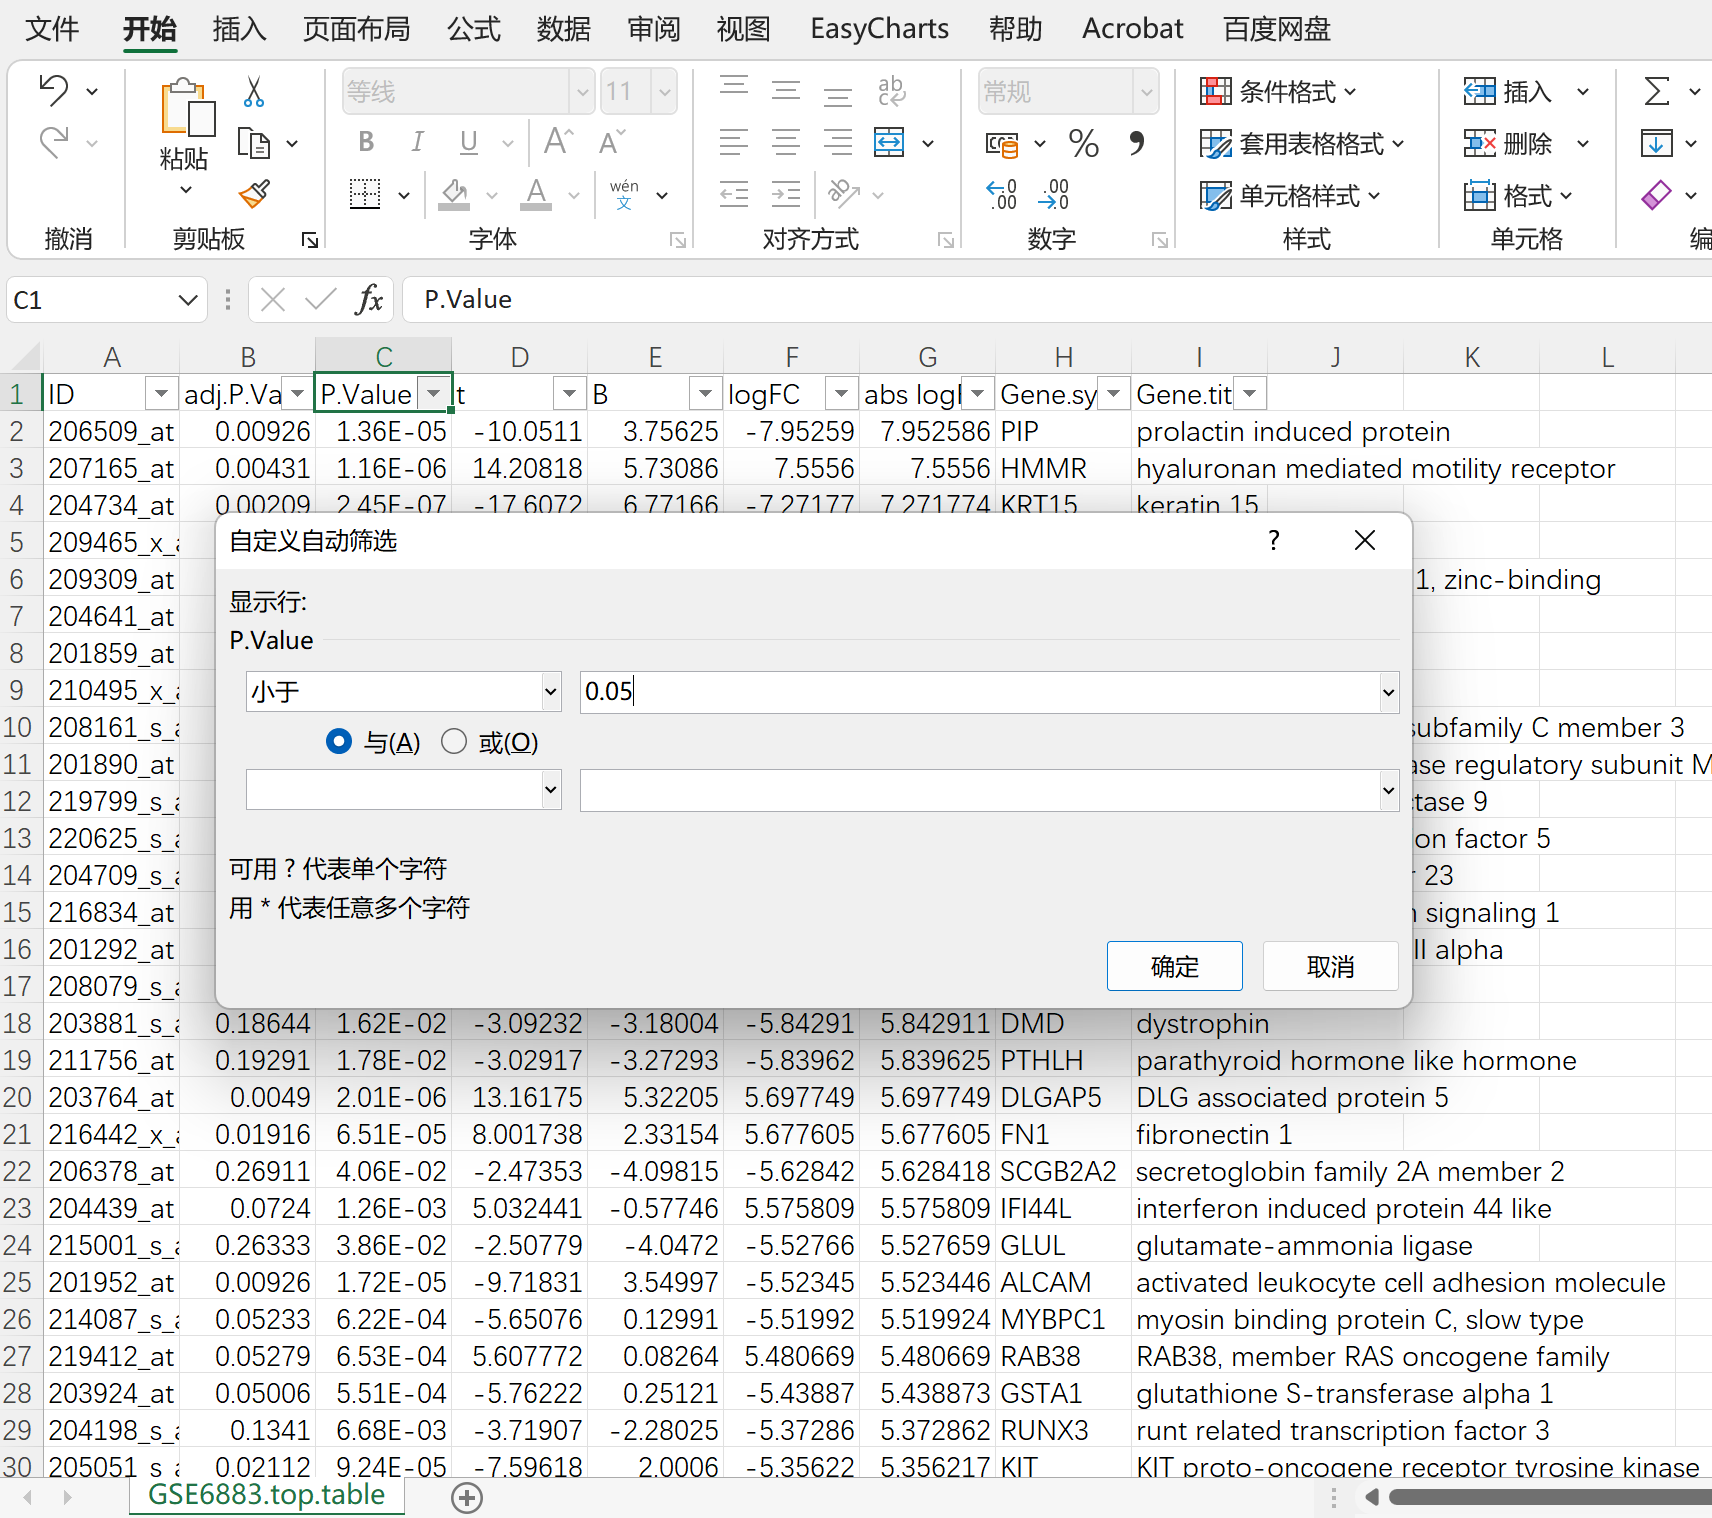 文件 开始 插入 页面布局 公式 数据 审阅 视图 EasyCharts 帮助 Acrobat 百度网盘
等线 11 ab c 常规 条件格式 插入
粘贴 B I U A A % 套用表格格式 删除
A wén 文 ab .0 .00 .00 .0 单元格样式 格式
撤消 剪贴板 字体 对齐方式 数字 样式 单元格 编
C1 fx P.Value
A B C D E F G H I J K L
1 ID adj.P.Va P.Value t B logFC abs log Gene.sy Gene.tit
2 206509_at 0.00926 1.36E-05 -10.0511 3.75625 -7.95259 7.952586 PIP prolactin induced protein
3 207165_at 0.00431 1.16E-06 14.20818 5.73086 7.5556 7.5556 HMMR hyaluronan mediated motility receptor
4 204734_at 0.00209 2.45E-07 -17.6072 6.77166 -7.27177 7.271774 KRT15 keratin 15
自定义自动筛选 ?
5 209465_x_
6 209309_at 1, zinc-binding
显示行:
7 204641_at
P.Value
8 201859_at
9 210495_x_
小于 0.05
10 208161_s_ subfamily C member 3
与(A) 或(O)
11 201890_at ase regulatory subunit M
12 219799_s_ ctase 9
13 220625_s_ on factor 5
可用 ? 代表单个字符
14 204709_s_ r 23
用 * 代表任意多个字符
15 216834_at n signaling 1
16 201292_at II alpha
确定 取消
17 208079_s_
18 203881_s_ 0.18644 1.62E-02 -3.09232 -3.18004 -5.84291 5.842911 DMD dystrophin
19 211756_at 0.19291 1.78E-02 -3.02917 -3.27293 -5.83962 5.839625 PTHLH parathyroid hormone like hormone
20 203764_at 0.0049 2.01E-06 13.16175 5.32205 5.697749 5.697749 DLGAP5 DLG associated protein 5
21 216442_x_ 0.01916 6.51E-05 8.001738 2.33154 5.677605 5.677605 FN1 fibronectin 1
22 206378_at 0.26911 4.06E-02 -2.47353 -4.09815 -5.62842 5.628418 SCGB2A2 secretoglobin family 2A member 2
23 204439_at 0.0724 1.26E-03 5.032441 -0.57746 5.575809 5.575809 IFI44L interferon induced protein 44 like
24 215001_s_ 0.26333 3.86E-02 -2.50779 -4.0472 -5.52766 5.527659 GLUL glutamate-ammonia ligase
25 201952_at 0.00926 1.72E-05 -9.71831 3.54997 -5.52345 5.523446 ALCAM activated leukocyte cell adhesion molecule
26 214087_s_ 0.05233 6.22E-04 -5.65076 0.12991 -5.51992 5.519924 MYBPC1 myosin binding protein C, slow type
27 219412_at 0.05279 6.53E-04 5.607772 0.08264 5.480669 5.480669 RAB38 RAB38, member RAS oncogene family
28 203924_at 0.05006 5.51E-04 -5.76222 0.25121 -5.43887 5.438873 GSTA1 glutathione S-transferase alpha 1
29 204198_s_ 0.1341 6.68E-03 -3.71907 -2.28025 -5.37286 5.372862 RUNX3 runt related transcription factor 3
30 205051_s_ 0.02112 9.24E-05 -7.59618 2.0006 -5.35622 5.356217 KIT KIT proto-oncogene receptor tyrosine kinase
GSE6883.top.table